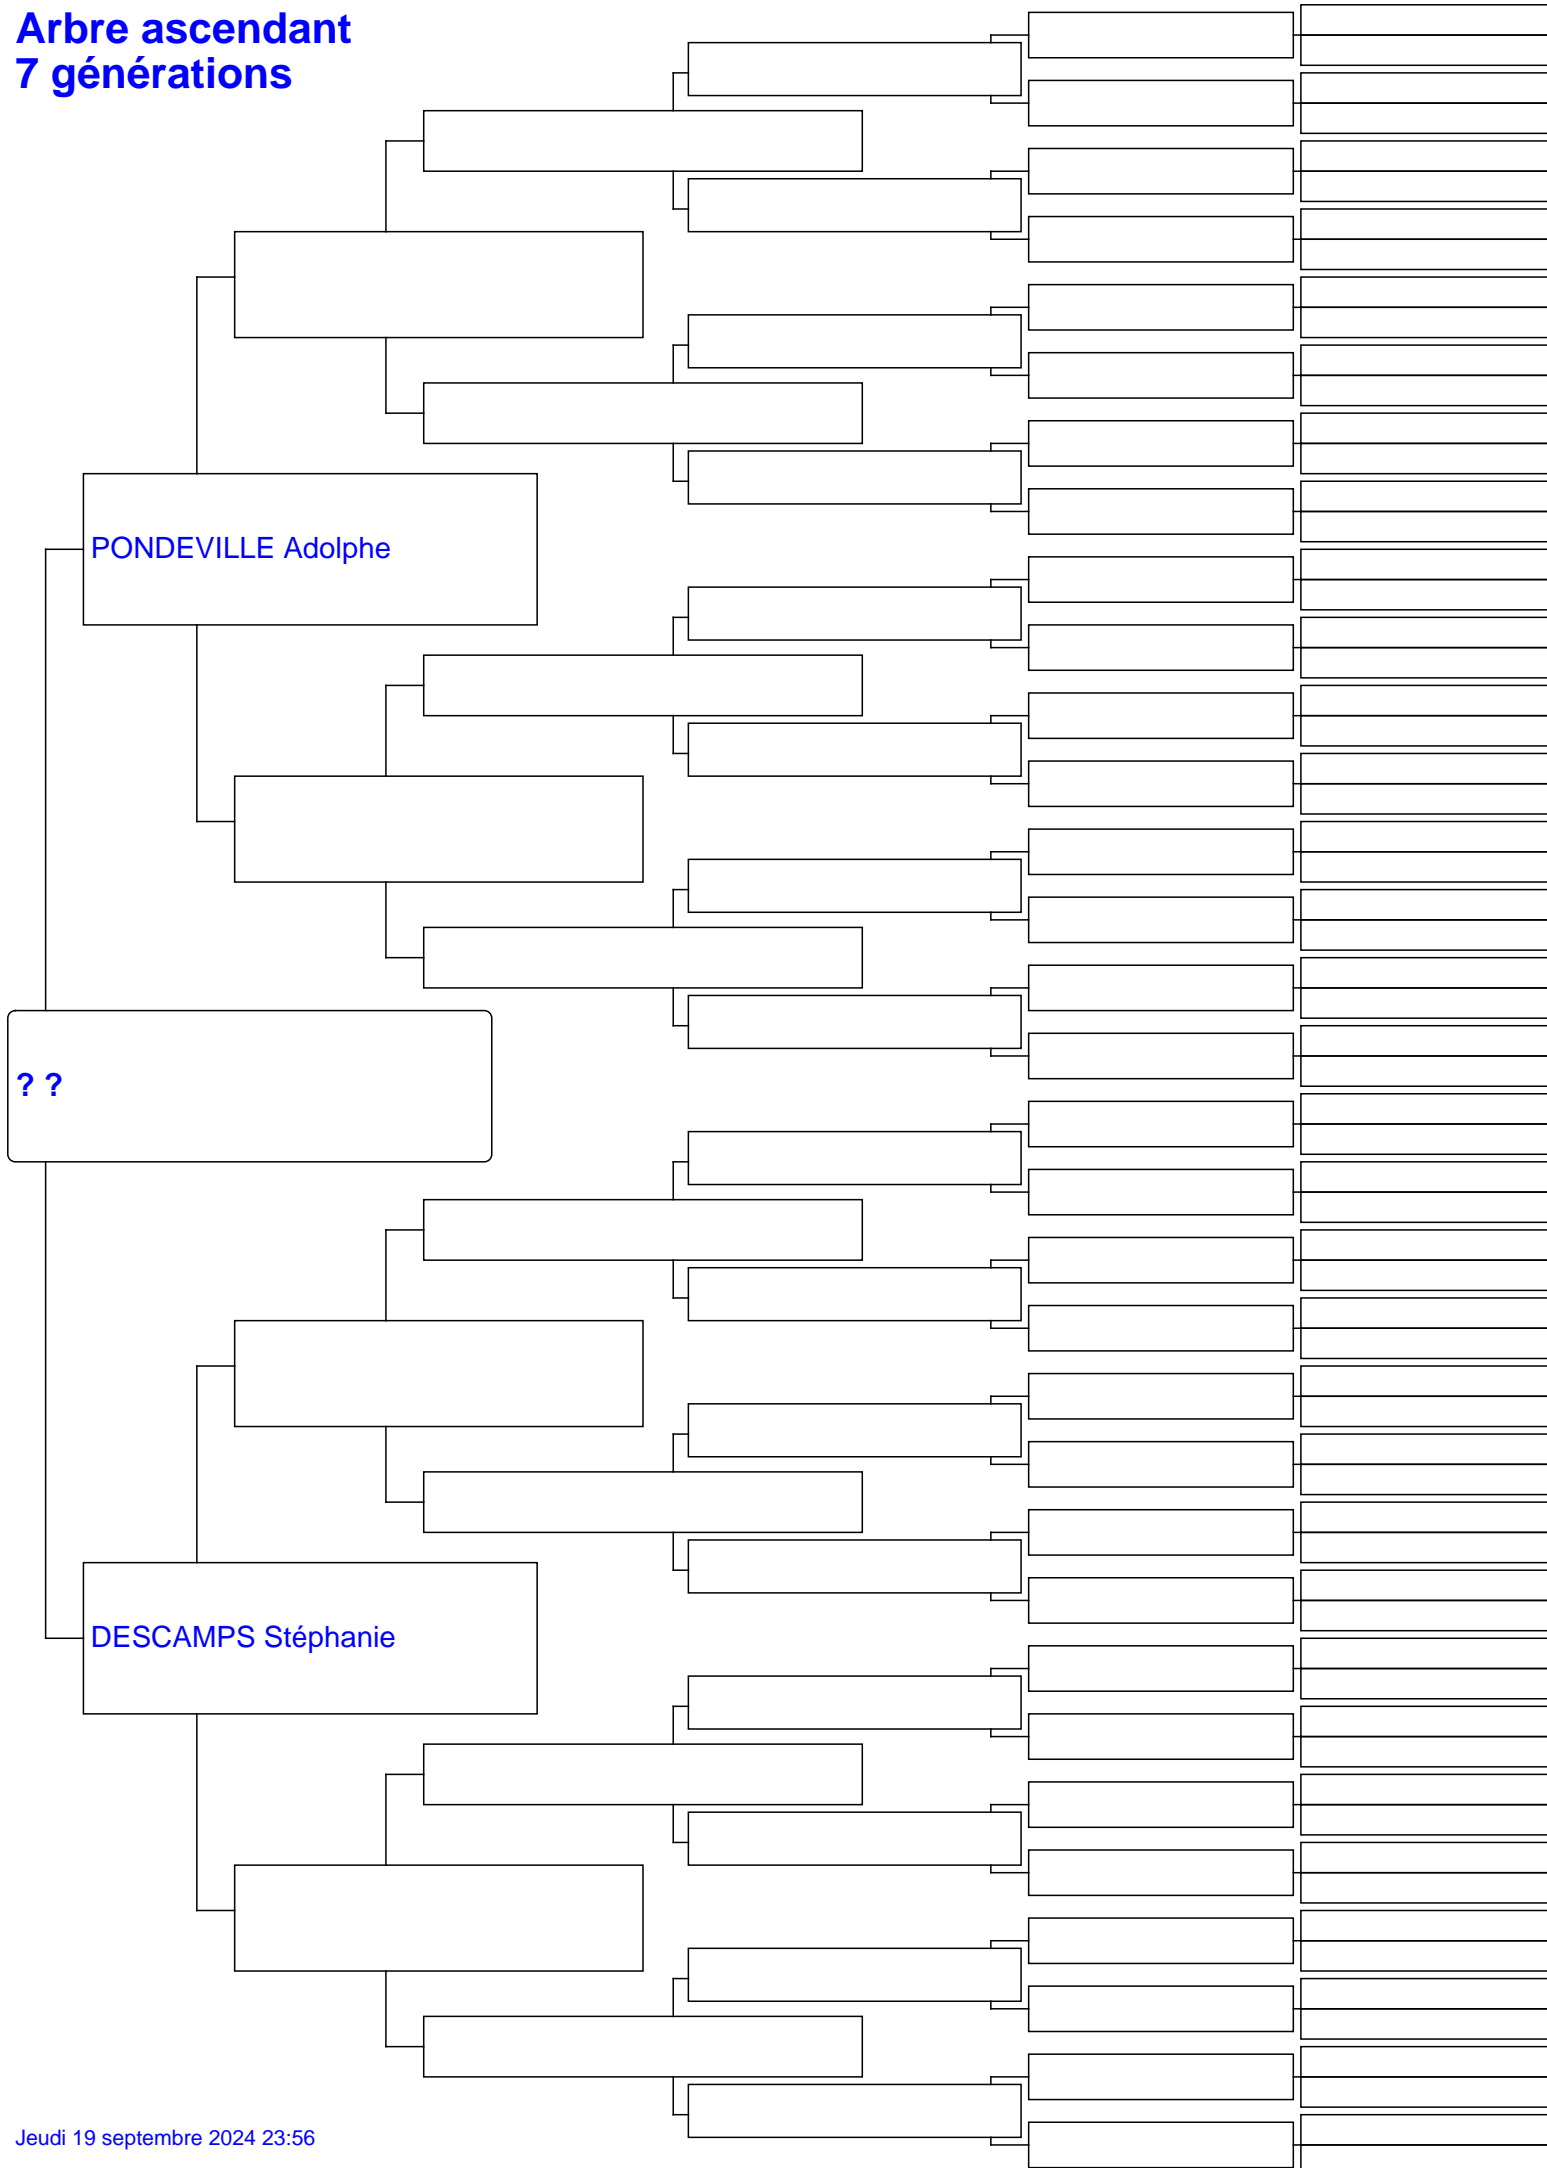 Arbre ascendant
7 générations
PONDEVILLE Adolphe
? ?
DESCAMPS Stéphanie
Jeudi 19 septembre 2024 23:56